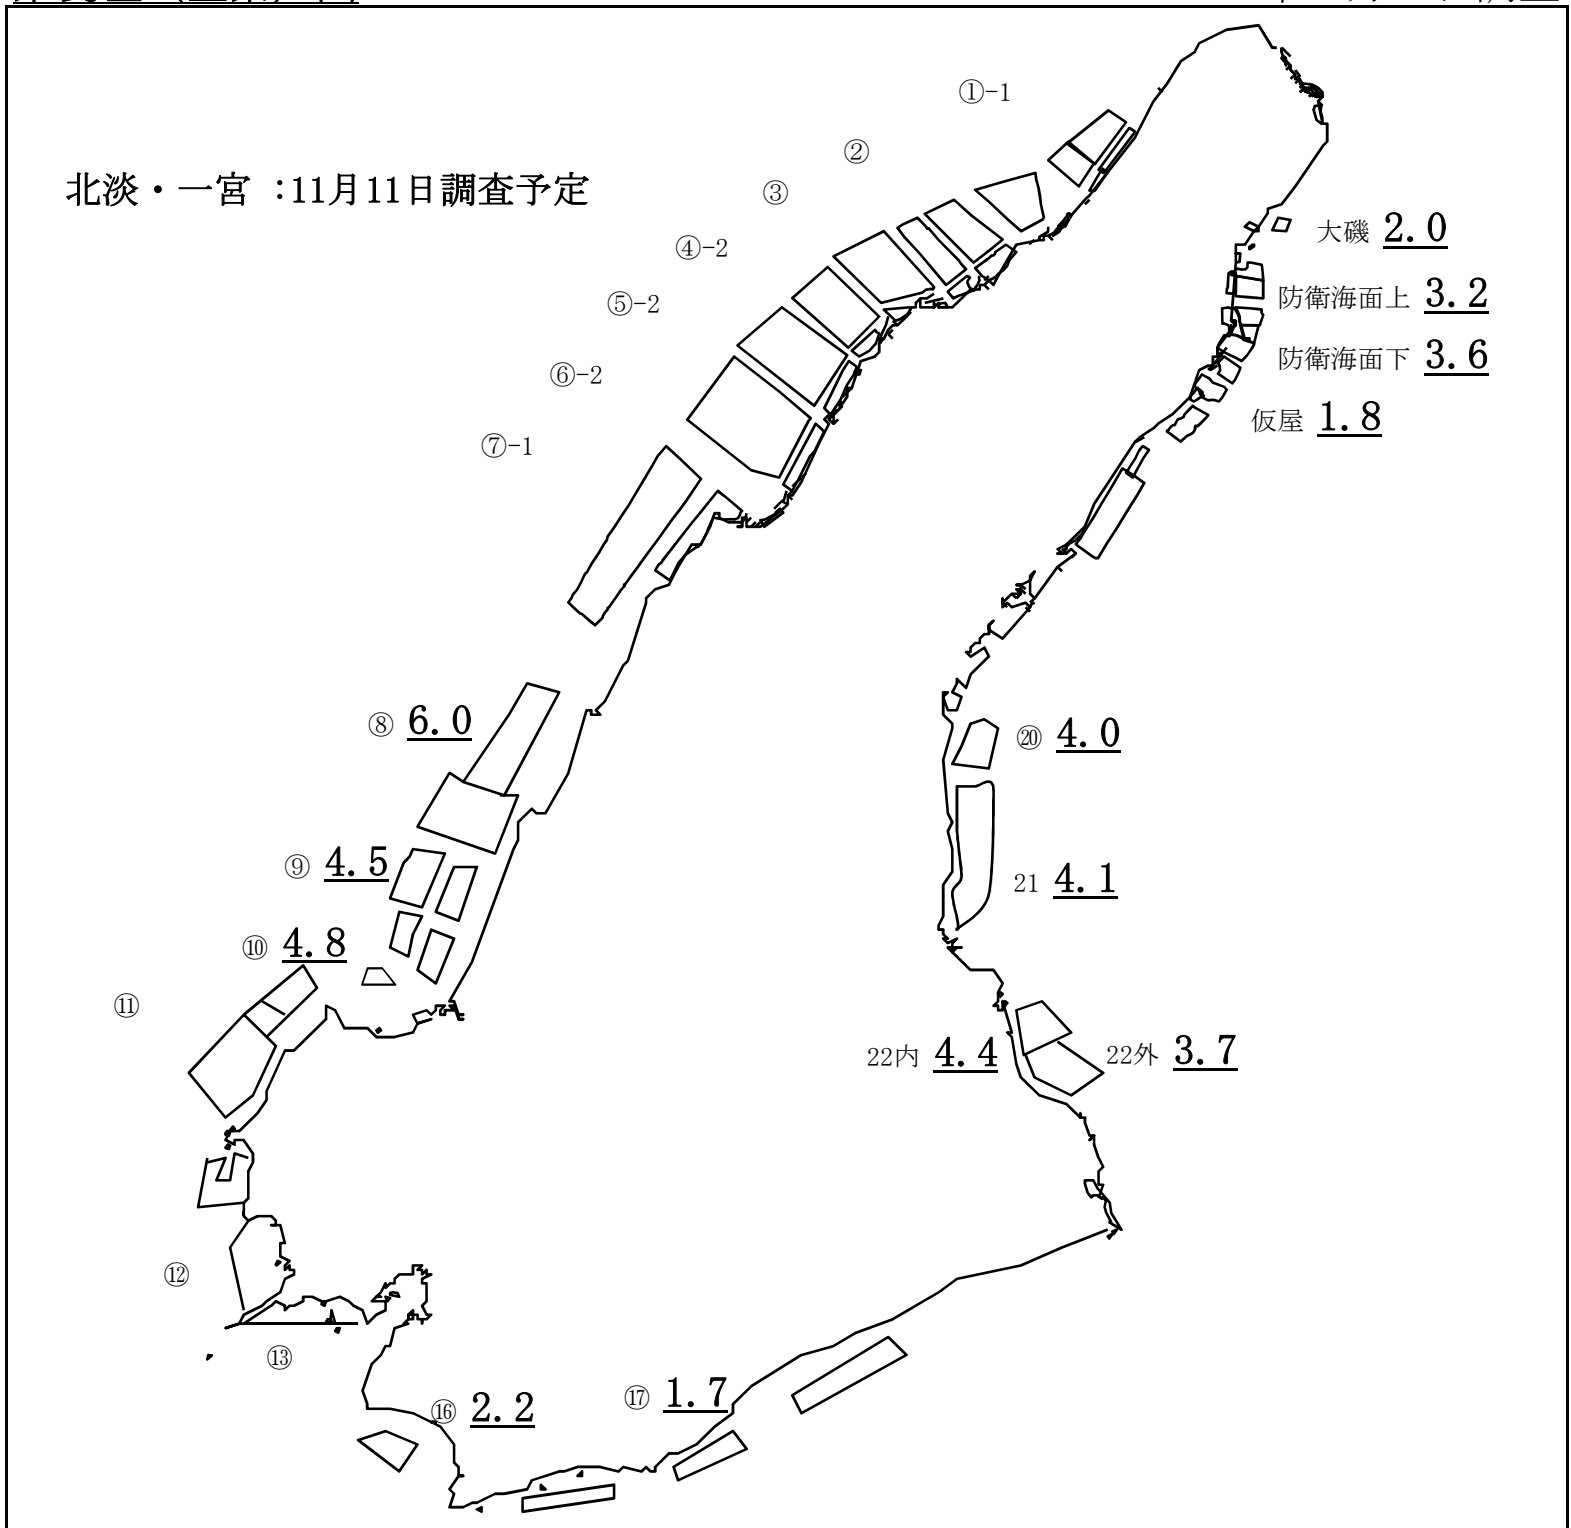 ①-1
②
北淡・一宮 :11月11日調査予定
③
④-2
大磯 2.0
⑤-2
防衛海面上 3.2
防衛海面下 3.6
⑥-2
仮屋 1.8
⑦-1
⑧ 6.0
⑳ 4.0
⑨ 4.5
21 4.1
⑩ 4.8
⑪
22内 4.4
22外 3.7
⑫
⑬
⑰ 1.7
⑯ 2.2